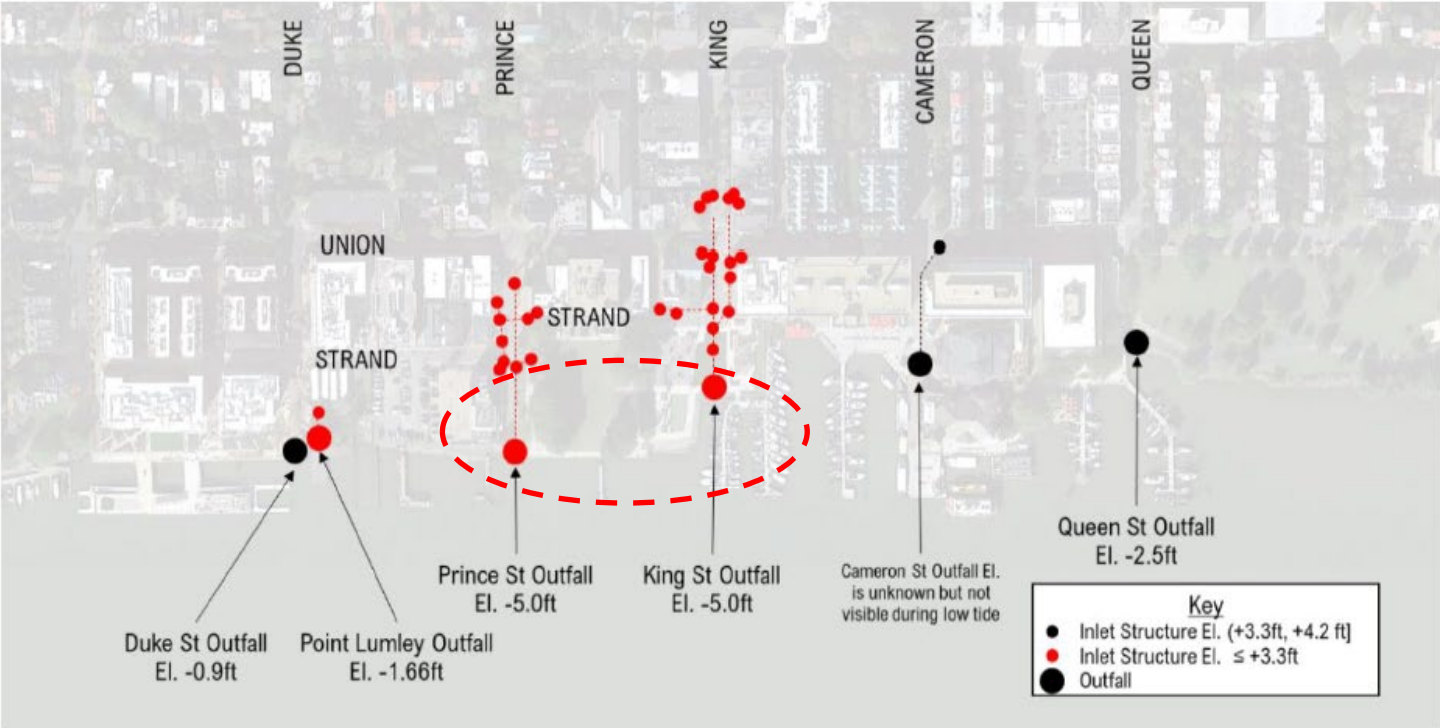 DUKE
PRINCE
KING
CAMERON
QUEEN
UNION
STRAND
STRAND
Duke St Outfall
El. -0.9ft
Point Lumley Outfall
El. -1.66ft
Prince St Outfall
El. -5.0ft
King St Outfall
El. -5.0ft
Cameron St Outfall El.
is unknown but not
visible during low tide
Queen St Outfall
El. -2.5ft
Key
Inlet Structure El. (+3.3ft, +4.2 ft]
Inlet Structure El. ≤ +3.3ft
Outfall